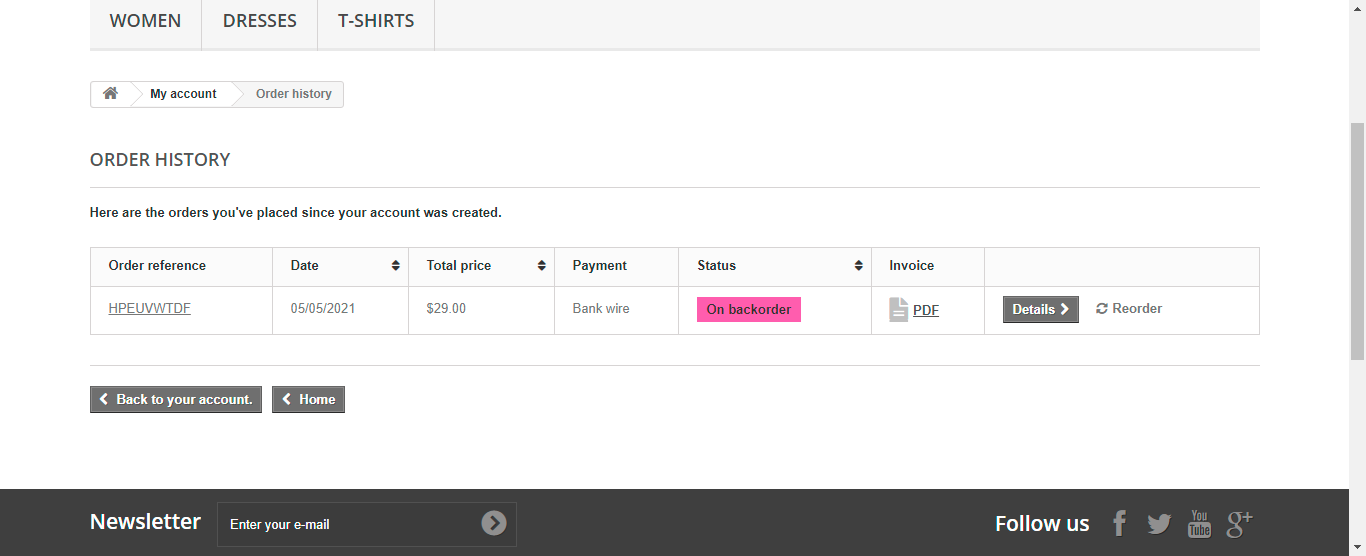 WOMEN DRESSES T-SHIRTS
My account Order history
ORDER HISTORY
Here are the orders you've placed since your account was created.
Order reference Date Total price Payment Status Invoice
HPEUVWTDF 05/05/2021 $29.00 Bank wire On backorder PDF Details Reorder
Back to your account. Home
Newsletter Enter your e-mail Follow us You Tube g+